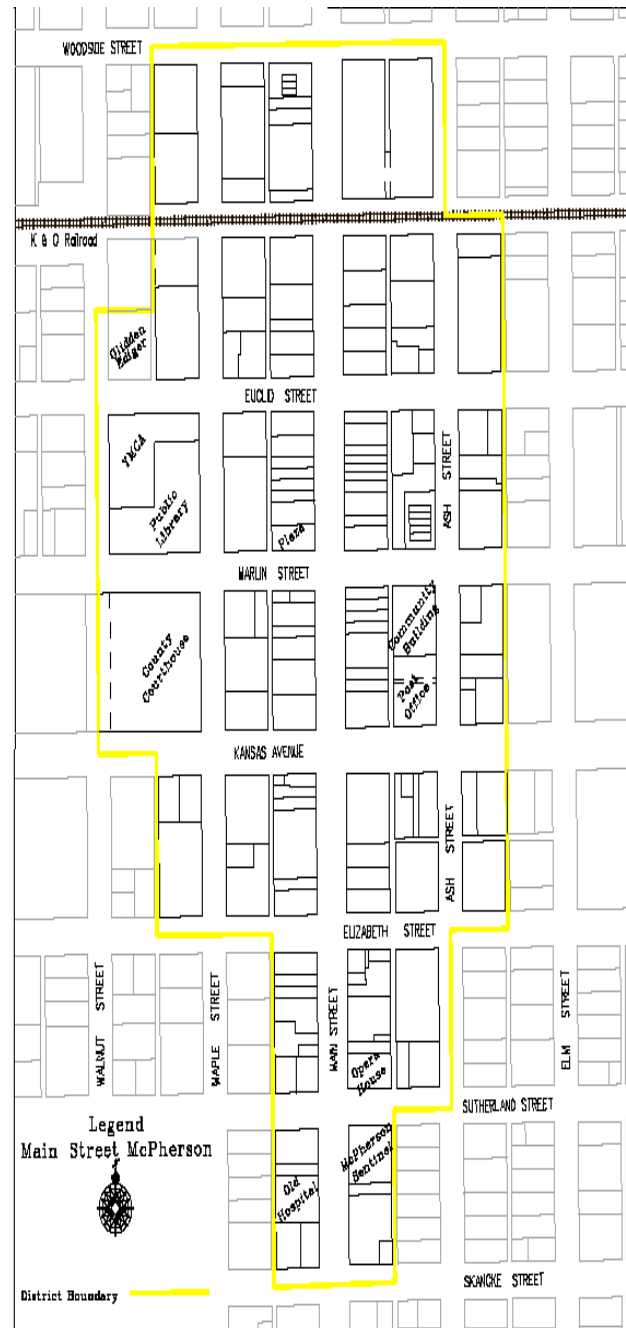 WOODSIDE STREET
K & O Railroad
Glidden
Ediger
EUCLID STREET
YMCA
Public
Library
Plaza
ASH STREET
MARLIN STREET
County
Courthouse
Community
Building
Post
Office
KANSAS AVENUE
ASH STREET
ELIZABETH STREET
WALNUT STREET
MAPLE STREET
MAIN STREET
Opera
House
ELM STREET
SUTHERLAND STREET
Legend
Main Street McPherson
Old
Hospital
McPherson
Sentinel
SKANCKE STREET
District Boundary